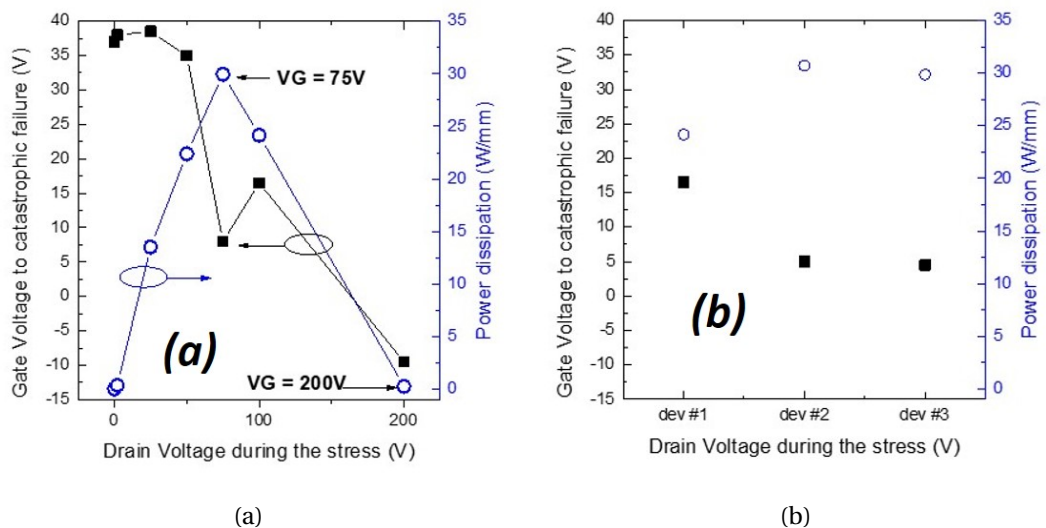 40
35
30
25
20
15
10
5
0
-5
-10
-15
Gate Voltage to catastrophic failure (V)
35
30
25
20
15
10
5
0
Power dissipation (W/mm)
VG = 75V
(a)
VG = 200V
0 100 200
Drain Voltage during the stress (V)
(a)
40
35
30
25
20
15
10
5
0
-5
-10
-15
Gate Voltage to catastrophic failure (V)
35
30
25
20
15
10
5
0
Power dissipation (W/mm)
(b)
dev #1 dev #2 dev #3
Drain Voltage during the stress (V)
(b)